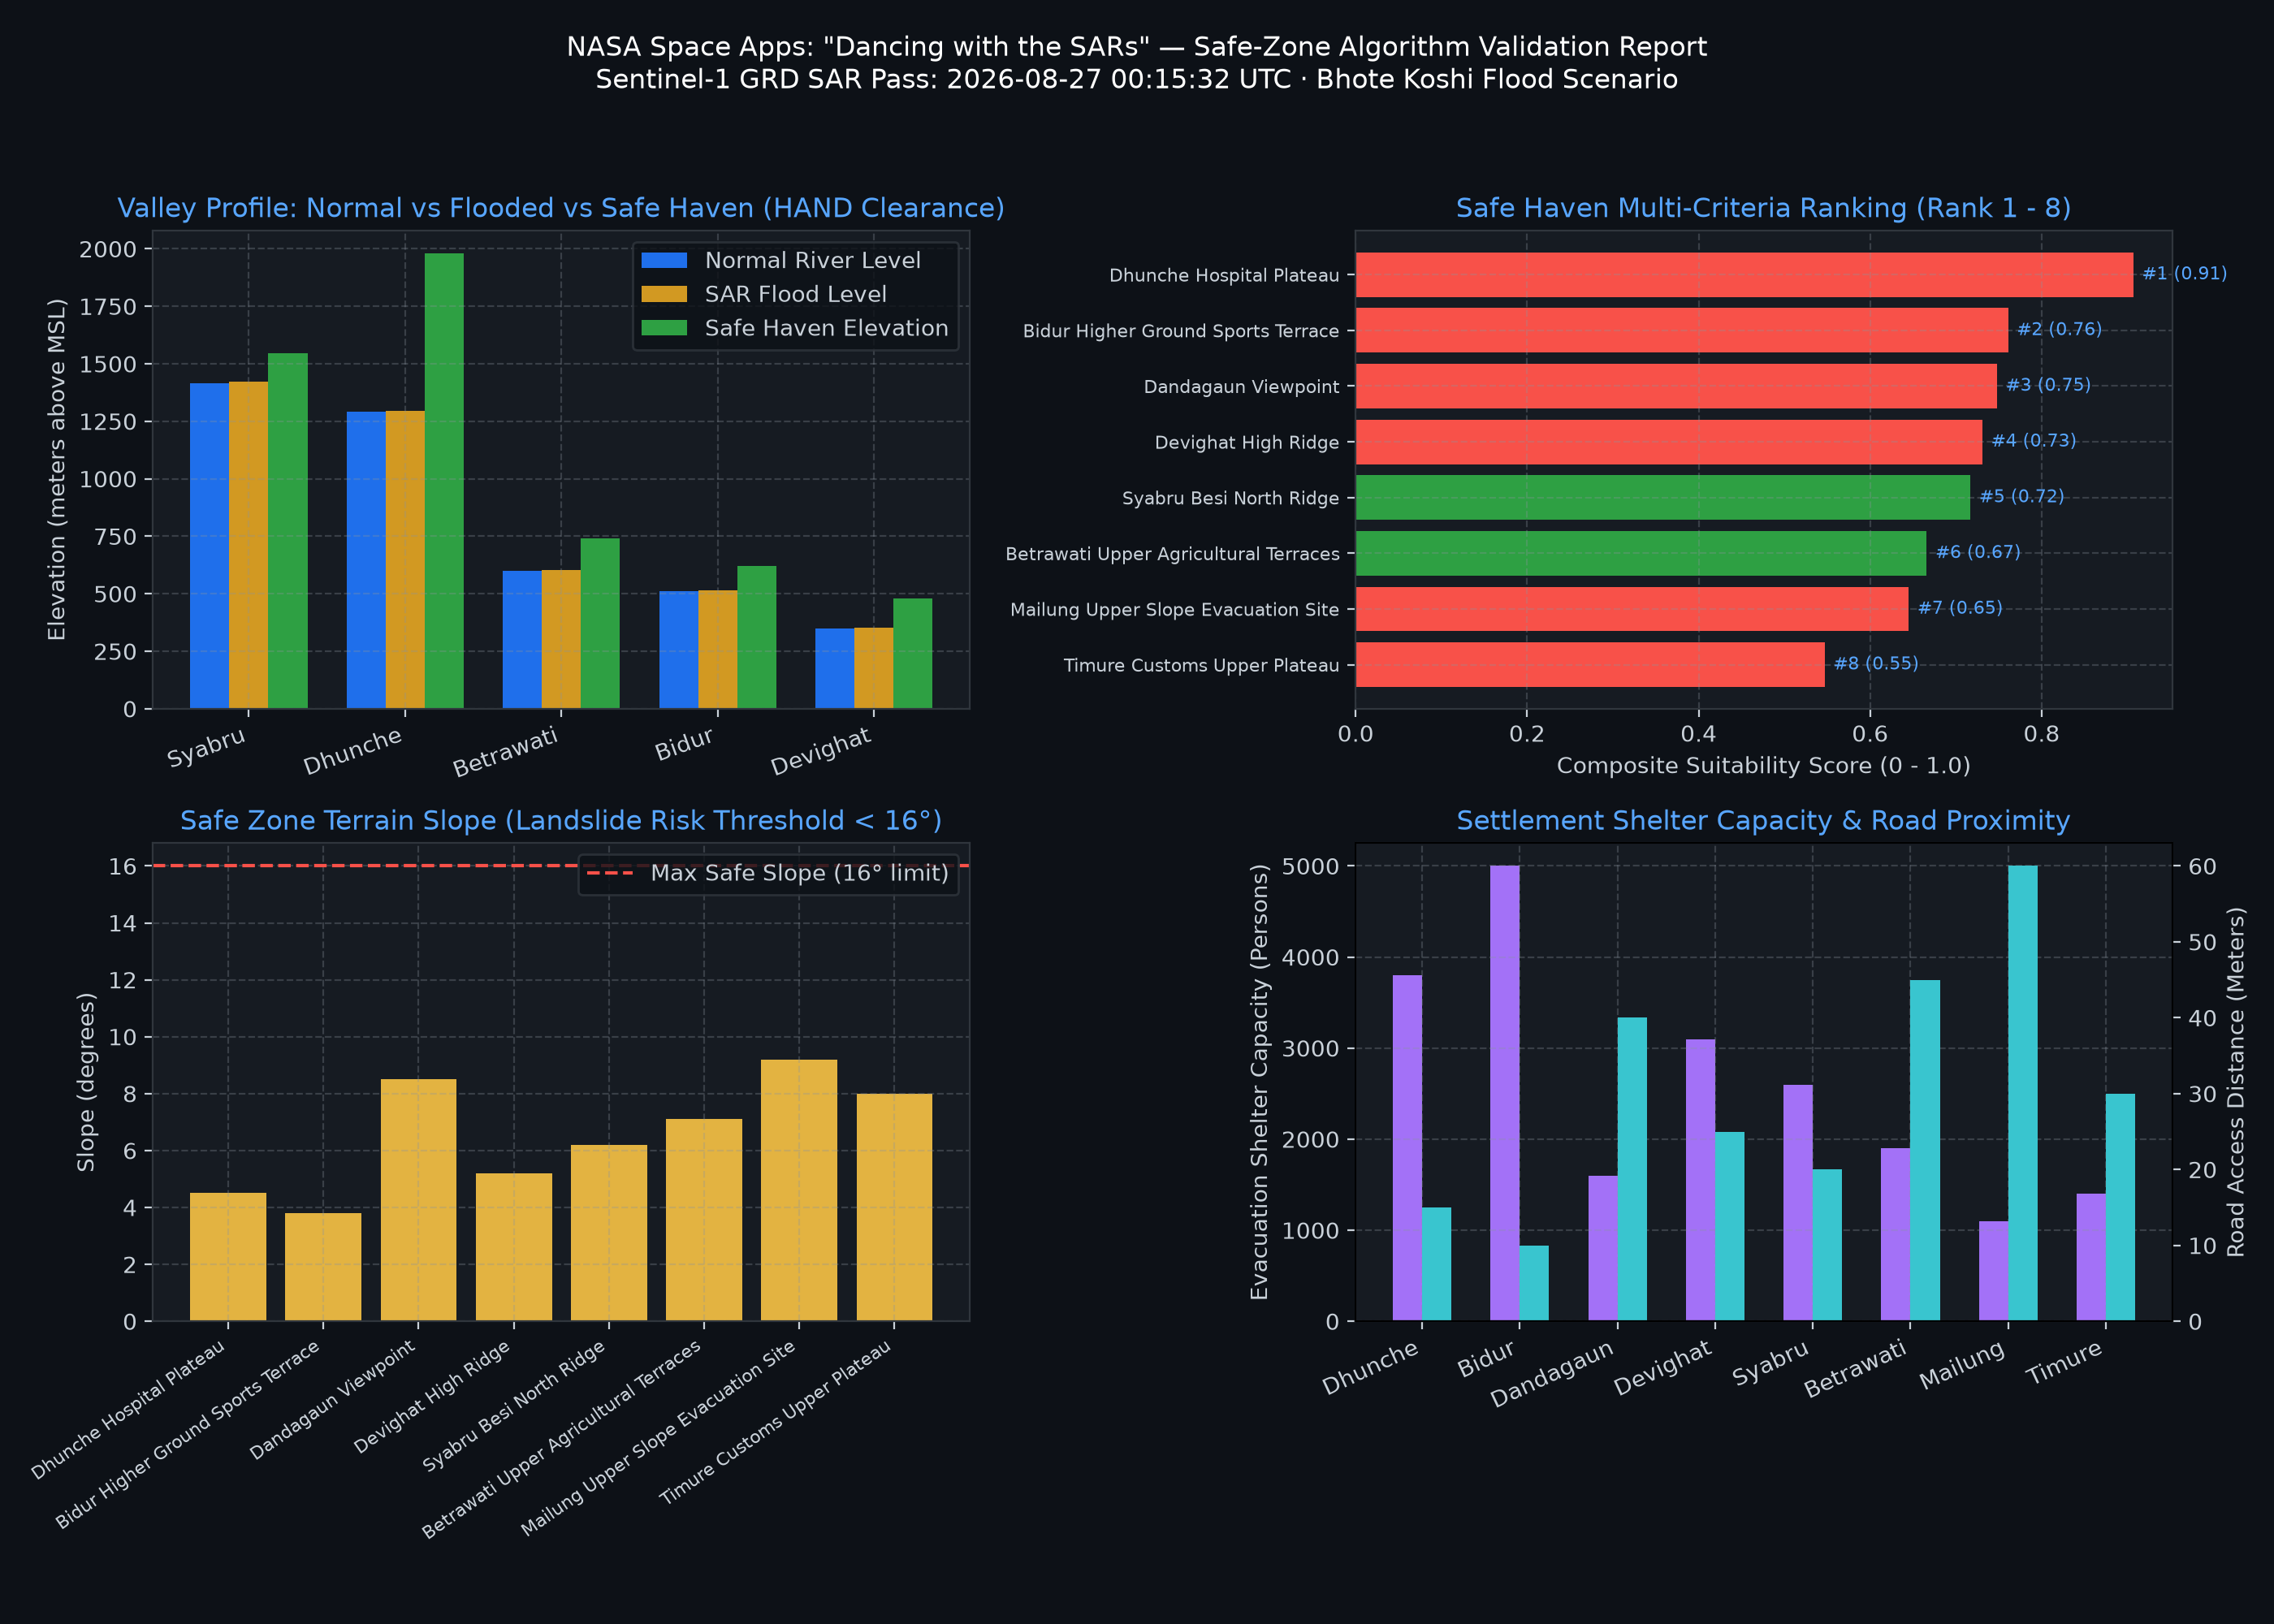 NASA Space Apps: "Dancing with the SARs" — Safe-Zone Algorithm Validation Report
Sentinel-1 GRD SAR Pass: 2026-08-27 00:15:32 UTC · Bhote Koshi Flood Scenario
Valley Profile: Normal vs Flooded vs Safe Haven (HAND Clearance)
Elevation (meters above MSL)
2000
1750
1500
1250
1000
750
500
250
0
Normal River Level
SAR Flood Level
Safe Haven Elevation
Syabru
Dhunche
Betrawati
Bidur
Devighat
Safe Haven Multi-Criteria Ranking (Rank 1 - 8)
Dhunche Hospital Plateau
#1 (0.91)
Bidur Higher Ground Sports Terrace
#2 (0.76)
Dandagaun Viewpoint
#3 (0.75)
Devighat High Ridge
#4 (0.73)
Syabru Besi North Ridge
#5 (0.72)
Betrawati Upper Agricultural Terraces
#6 (0.67)
Mailung Upper Slope Evacuation Site
#7 (0.65)
Timure Customs Upper Plateau
#8 (0.55)
0.0
0.2
0.4
0.6
0.8
Composite Suitability Score (0 - 1.0)
Safe Zone Terrain Slope (Landslide Risk Threshold < 16°)
Slope (degrees)
16
14
12
10
8
6
4
2
0
Max Safe Slope (16° limit)
Dhunche Hospital Plateau
Bidur Higher Ground Sports Terrace
Dandagaun Viewpoint
Devighat High Ridge
Syabru Besi North Ridge
Betrawati Upper Agricultural Terraces
Mailung Upper Slope Evacuation Site
Timure Customs Upper Plateau
Settlement Shelter Capacity & Road Proximity
Evacuation Shelter Capacity (Persons)
5000
4000
3000
2000
1000
0
60
50
40
30
20
10
0
Road Access Distance (Meters)
Dhunche
Bidur
Dandagaun
Devighat
Syabru
Betrawati
Mailung
Timure